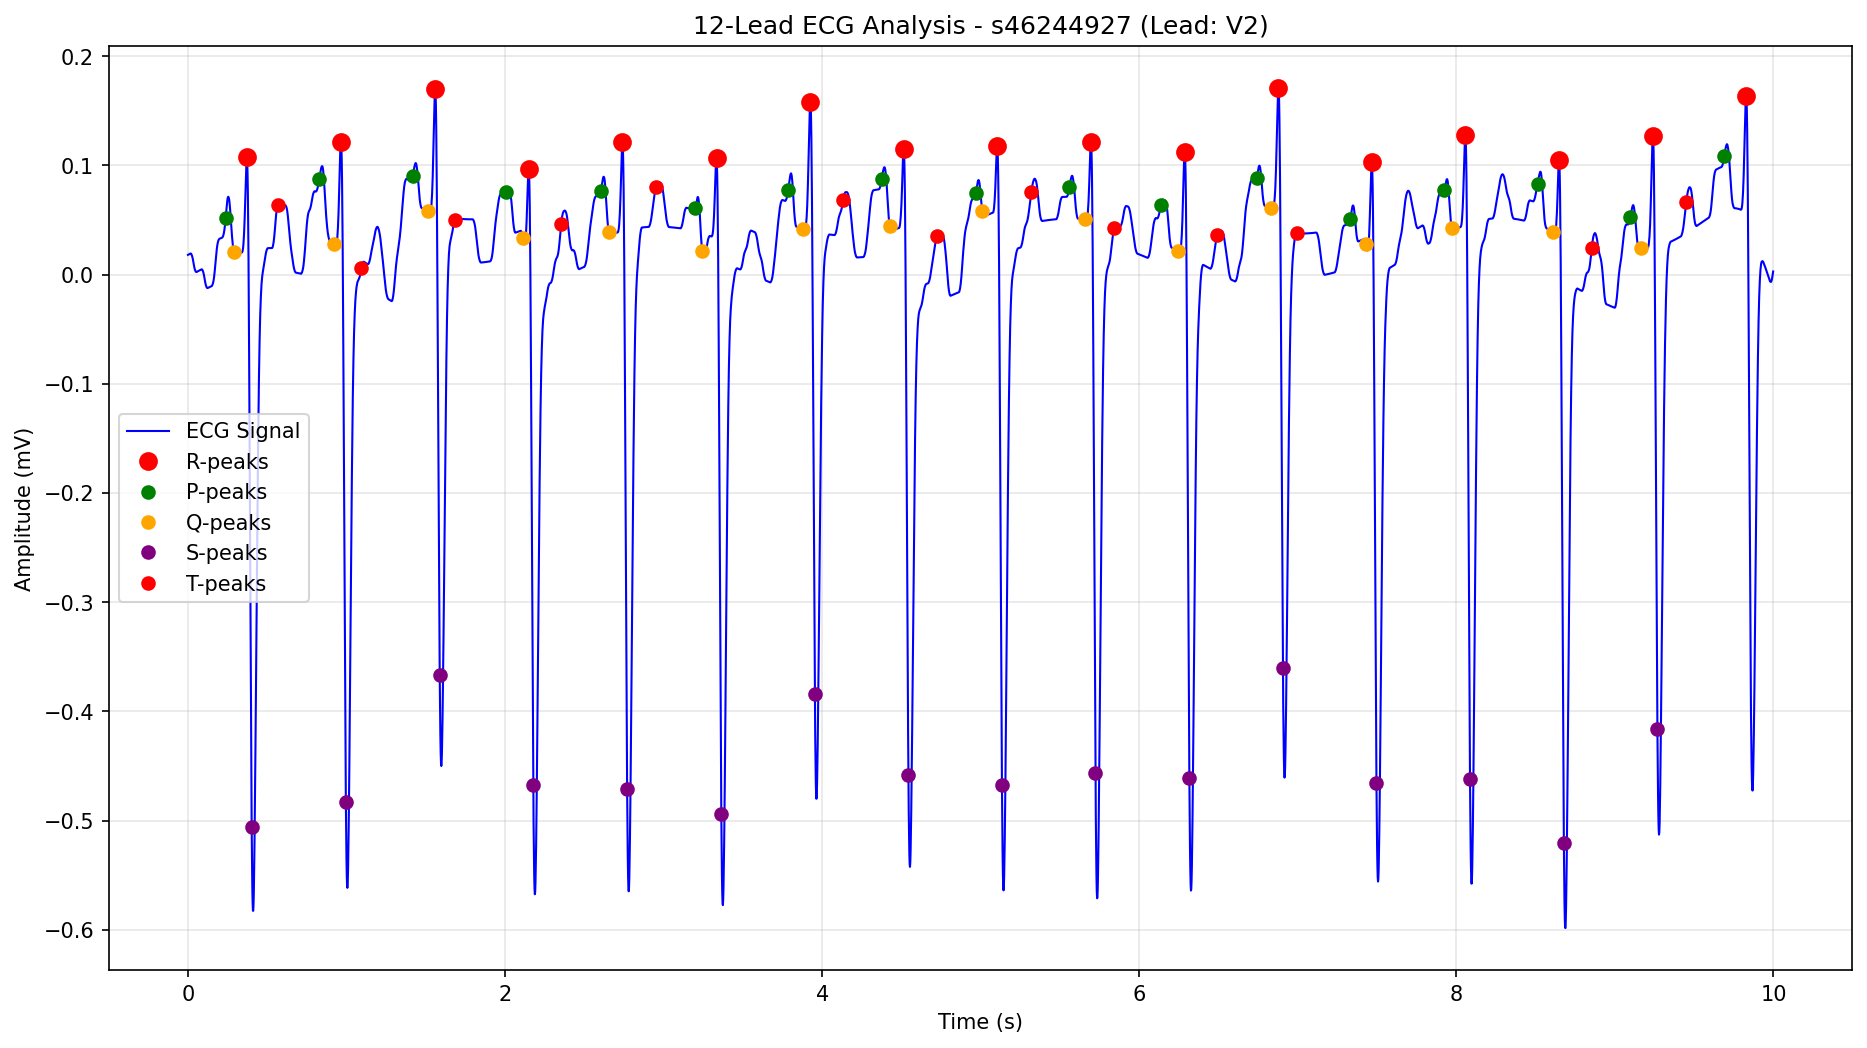 12-Lead ECG Analysis - s46244927 (Lead: V2)
0.2
0.1
0.0
−0.1
−0.2
−0.3
−0.4
−0.5
−0.6
Amplitude (mV)
ECG Signal
R-peaks
P-peaks
Q-peaks
S-peaks
T-peaks
0 2 4 6 8 10
Time (s)